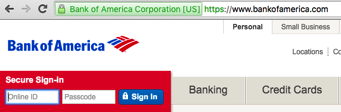 Bank of America Corporation [US] https://www.bankofamerica.com
Personal Small Business
Bank of America
Locations Co
Secure Sign-in
Online ID Passcode Sign In
Banking Credit Cards